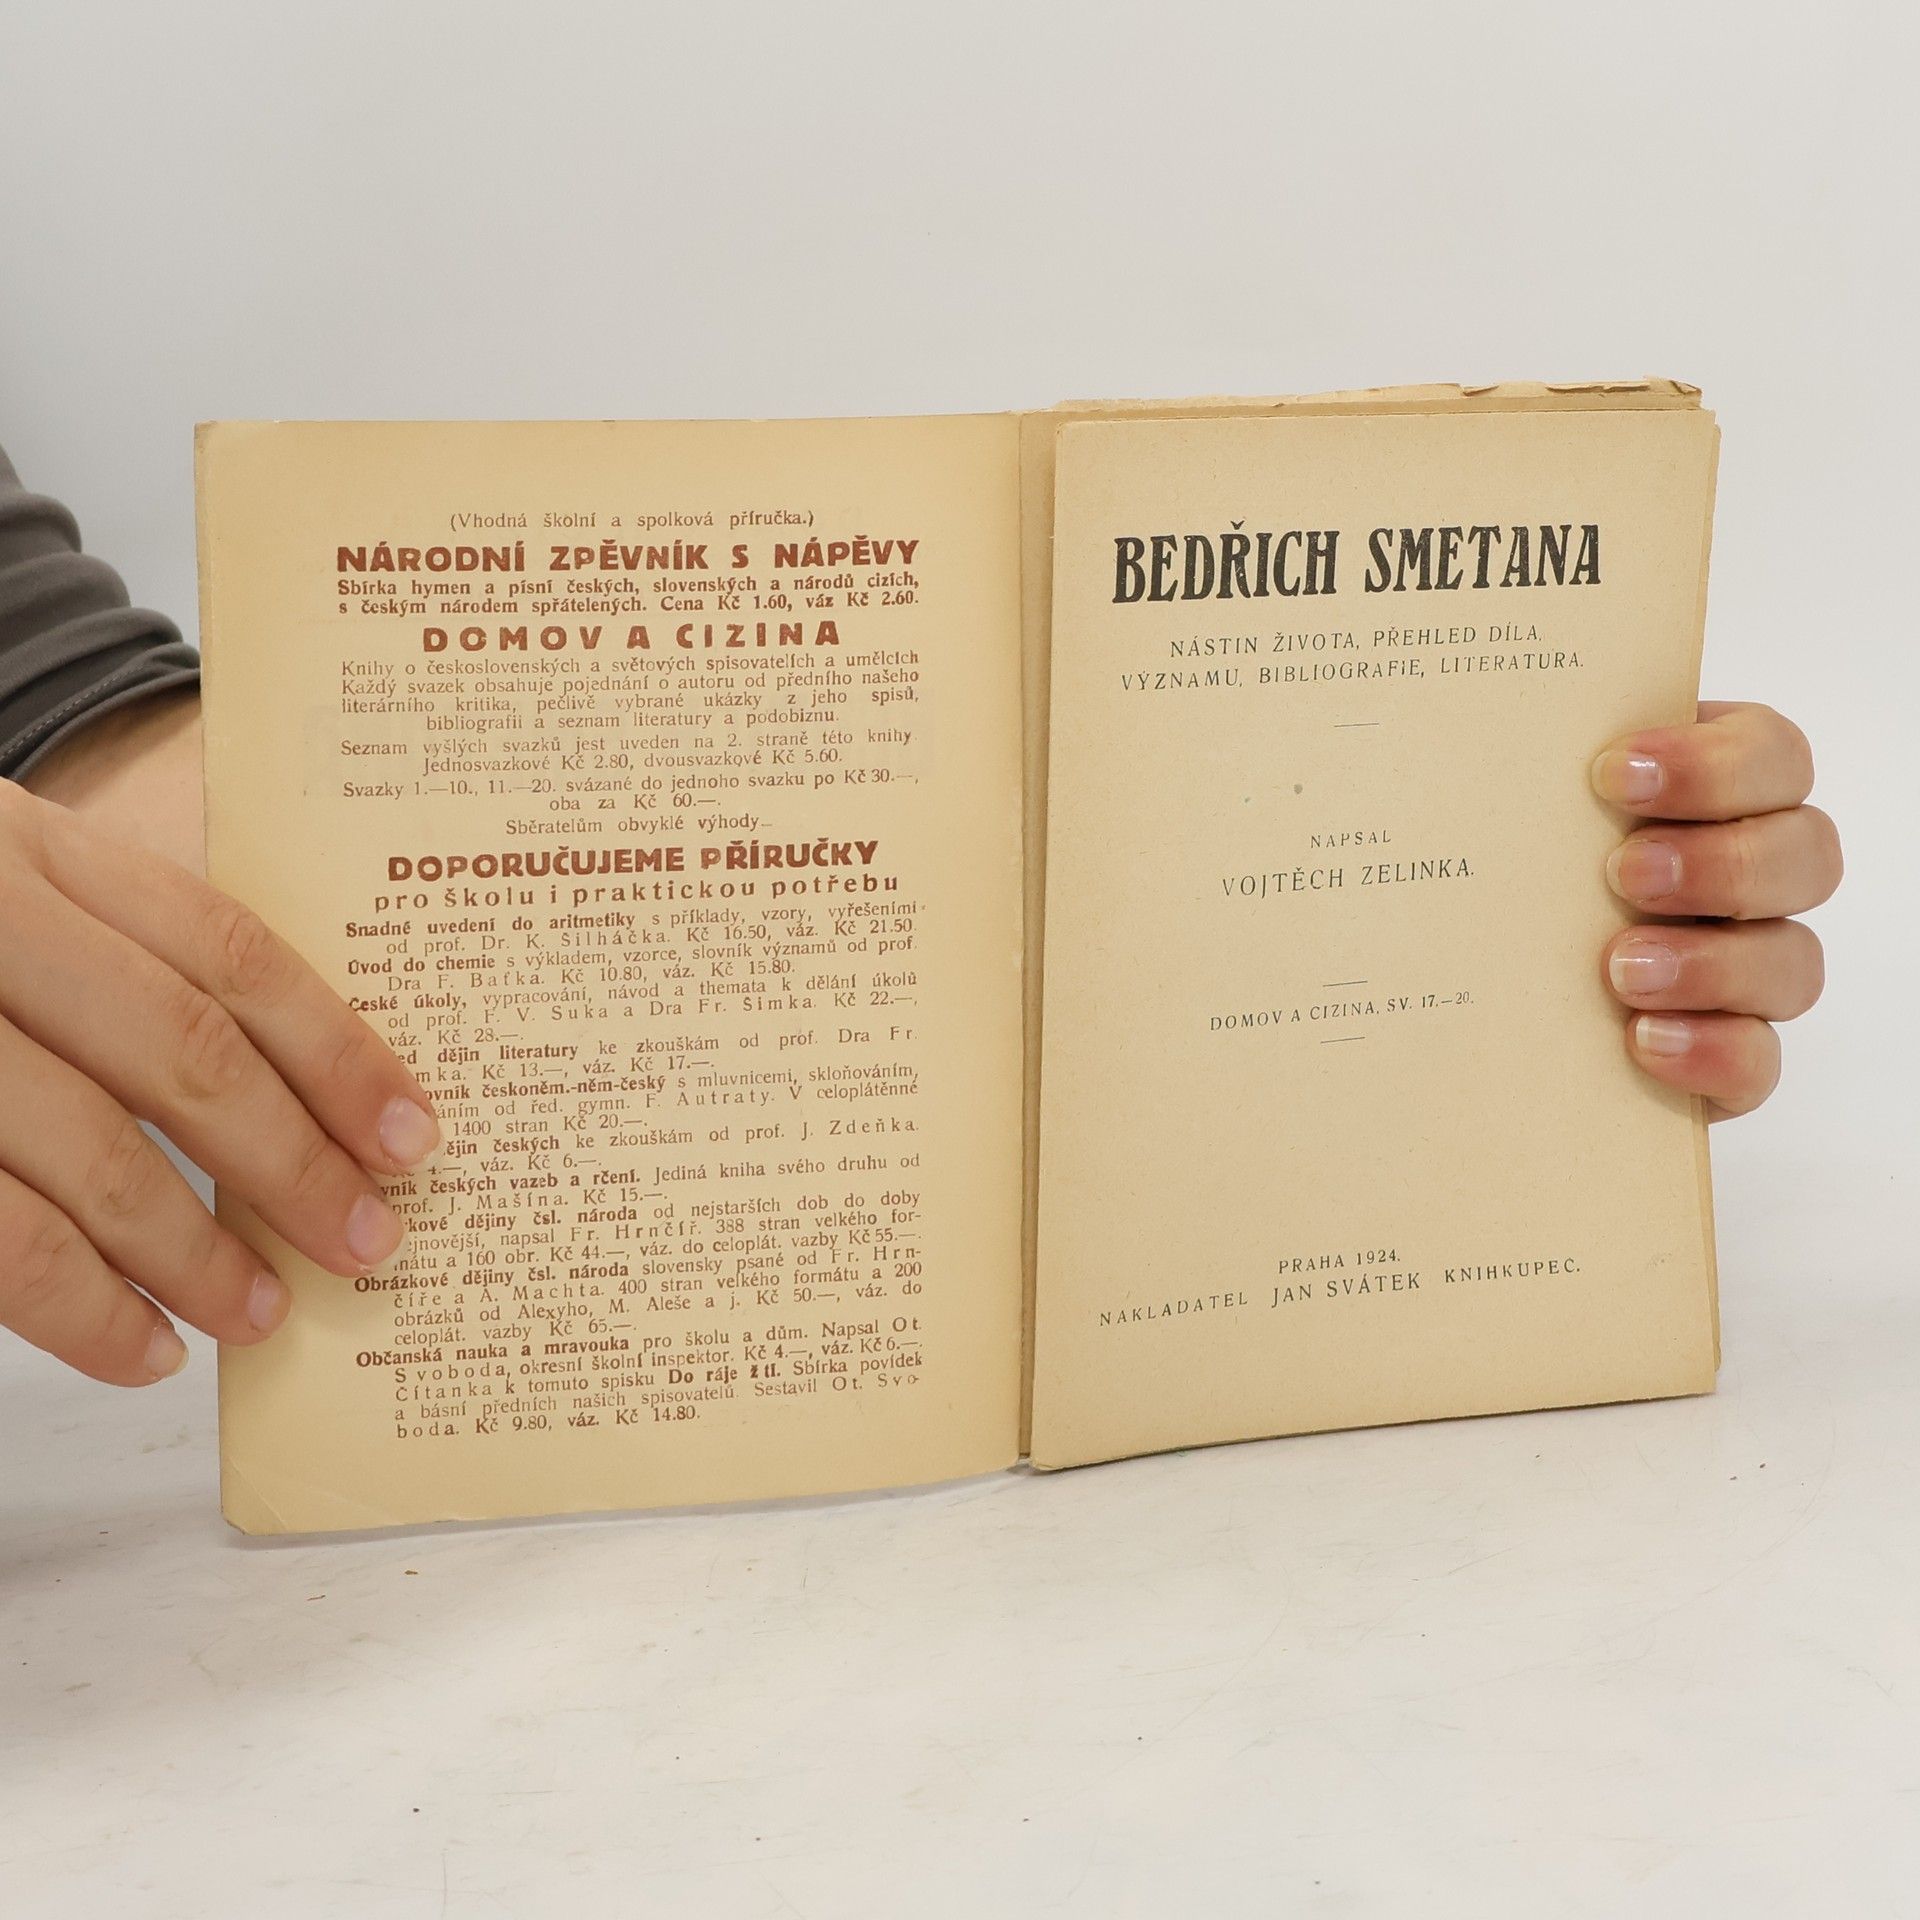 (Vhodná školní a spolková příručka.)
NÁRODNÍ ZPĚVNÍK S NÁPĚVY
Sbírka hymen a písní českých, slovenských a národů cizích,
s českým národem spřátelených. Cena Kč 1.60, váz Kč 2.60.
DOMOV A CIZINA
Knihy o československých a světových spisovatelích a umělcích
Každý svazek obsahuje pojednání o autoru od předního našeho
literárního kritika, pečlivě vybrané ukázky z jeho spisů,
bibliografii a seznam literatury a podobiznu.
Seznam vyšlých svazků jest uveden na 2. straně této knihy.
Jednosvazkové Kč 2.80, dvousvazkové Kč 5.60.
Svazky 1.—10., 11.—20. svázané do jednoho svazku po Kč 30.—,
oba za Kč 60.—.
Sběratelům obvyklé výhody
DOPORUČUJEME PŘÍRUČKY
pro školu i praktickou potřebu
Snadné uvedení do aritmetiky s příklady, vzory, vyřešeními
od prof. Dr. K. Šilháčka. Kč 16.50, váz. Kč 21.50.
Úvod do chemie s výkladem, vzorce, slovník významů od prof.
Dra F. Baťka. Kč 10.80, váz. Kč 15.80.
České úkoly, vypracování, návod a themata k dělání úkolů
od prof. F. V. Suka a Dra Fr. Šimka. Kč 22.—,
váz. Kč 28.—.
ed dějin literatury ke zkouškám od prof. Dra Fr.
mka. Kč 13.—, váz. Kč 17.—.
ovník českoněm.-něm-český s mluvnicemi, skloňováním,
áním od řed. gymn. F. Autraty. V celoplátěnné
1400 stran Kč 20.—.
ějin českých ke zkouškám od prof. J. Zdeňka.
Kč 4.—, váz. Kč 6.—.
vník českých vazeb a rčení. Jediná kniha svého druhu od
prof. J. Mašína. Kč 15.—.
rkové dějiny čsl. národa od nejstarších dob do doby
ejnovější, napsal Fr. Hrnčíř. 388 stran velkého for-
mátu a 160 obr. Kč 44.—, váz. do celoplát. vazby Kč 55.—.
Obrázkové dějiny čsl. národa slovensky psané od Fr. Hrn-
číře a A. Machta. 400 stran velkého formátu a 200
obrázků od Alexyho, M. Aleše a j. Kč 50.—, váz. do
celoplát. vazby Kč 65.—.
Občanská nauka a mravouka pro školu a dům. Napsal Ot.
Svoboda, okresní školní inspektor. Kč 4.—, váz. Kč 6.—.
Čítanka k tomuto spisku Do ráje žtí. Sbírka povídek
a básní předních našich spisovatelů. Sestavil Ot. Svo-
boda. Kč 9.80, váz. Kč 14.80.
BEDŘICH SMETANA
NÁSTIN ŽIVOTA, PŘEHLED DÍLA,
VÝZNAMU, BIBLIOGRAFIE, LITERATURA.
NAPSAL
VOJTĚCH ZELINKA.
DOMOV A CIZINA, SV. 17.—20.
PRAHA 1924.
NAKLADATEL JAN SVÁTEK KNIHKUPEC.